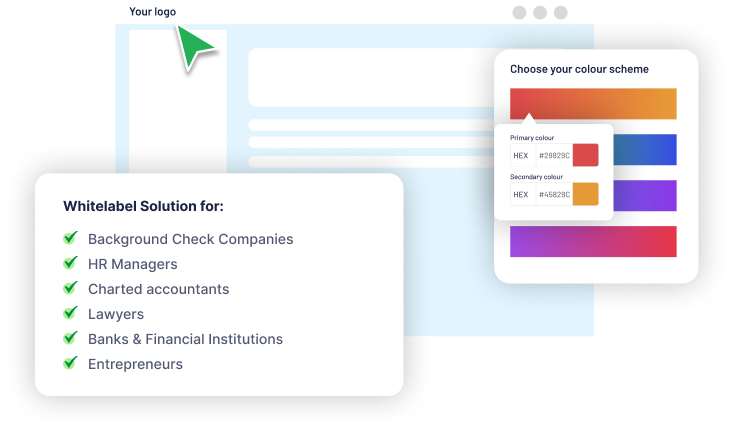 Your logo
Choose your colour scheme
Primary colour
HEX #29829C
Secondary colour
HEX #45829C
Whitelabel Solution for:
Background Check Companies
HR Managers
Charted accountants
Lawyers
Banks & Financial Institutions
Entrepreneurs